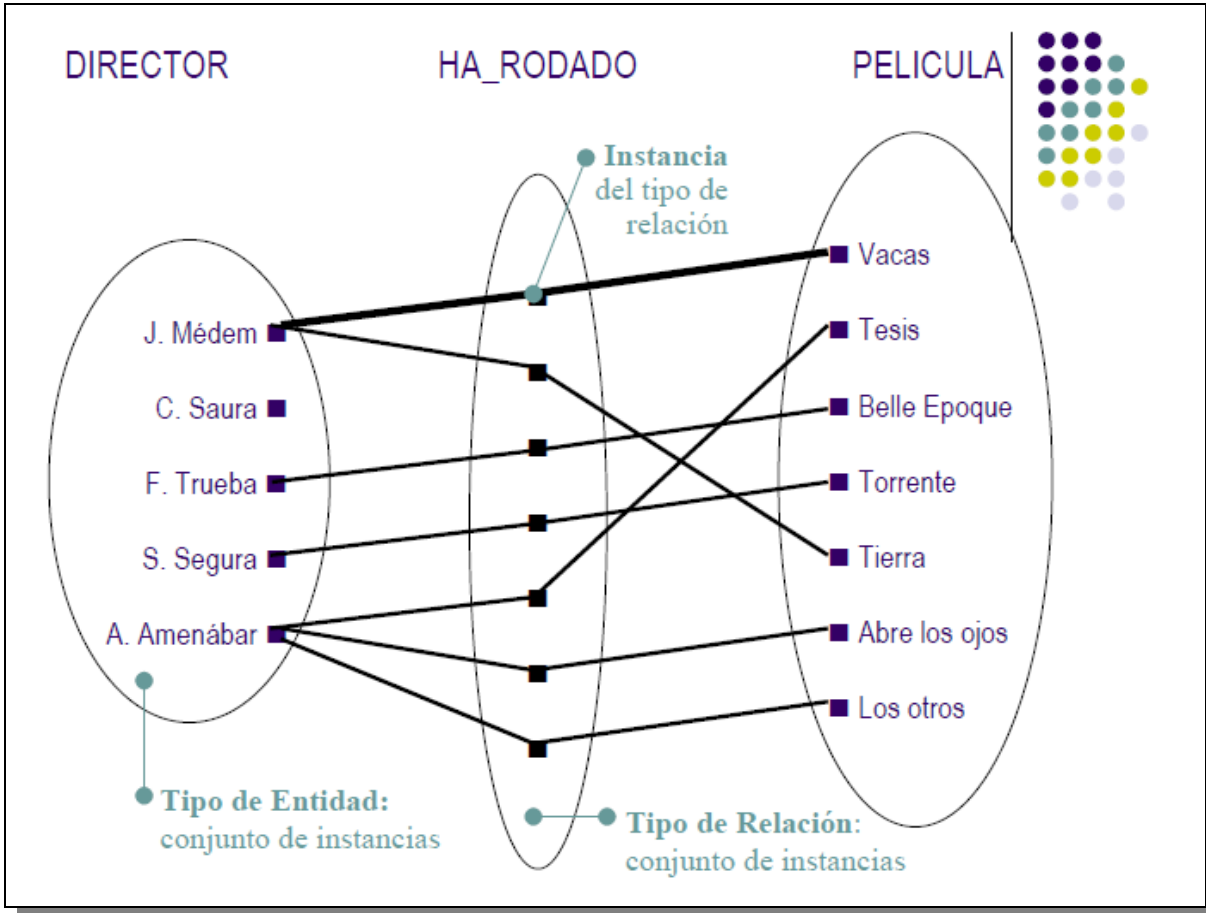 DIRECTOR
HA_RODADO
PELICULA
Instancia
del tipo de
relación
J. Médem
C. Saura
F. Trueba
S. Segura
A. Amenábar
Vacas
Tesis
Belle Epoque
Torrente
Tierra
Abre los ojos
Los otros
Tipo de Entidad:
conjunto de instancias
Tipo de Relación:
conjunto de instancias